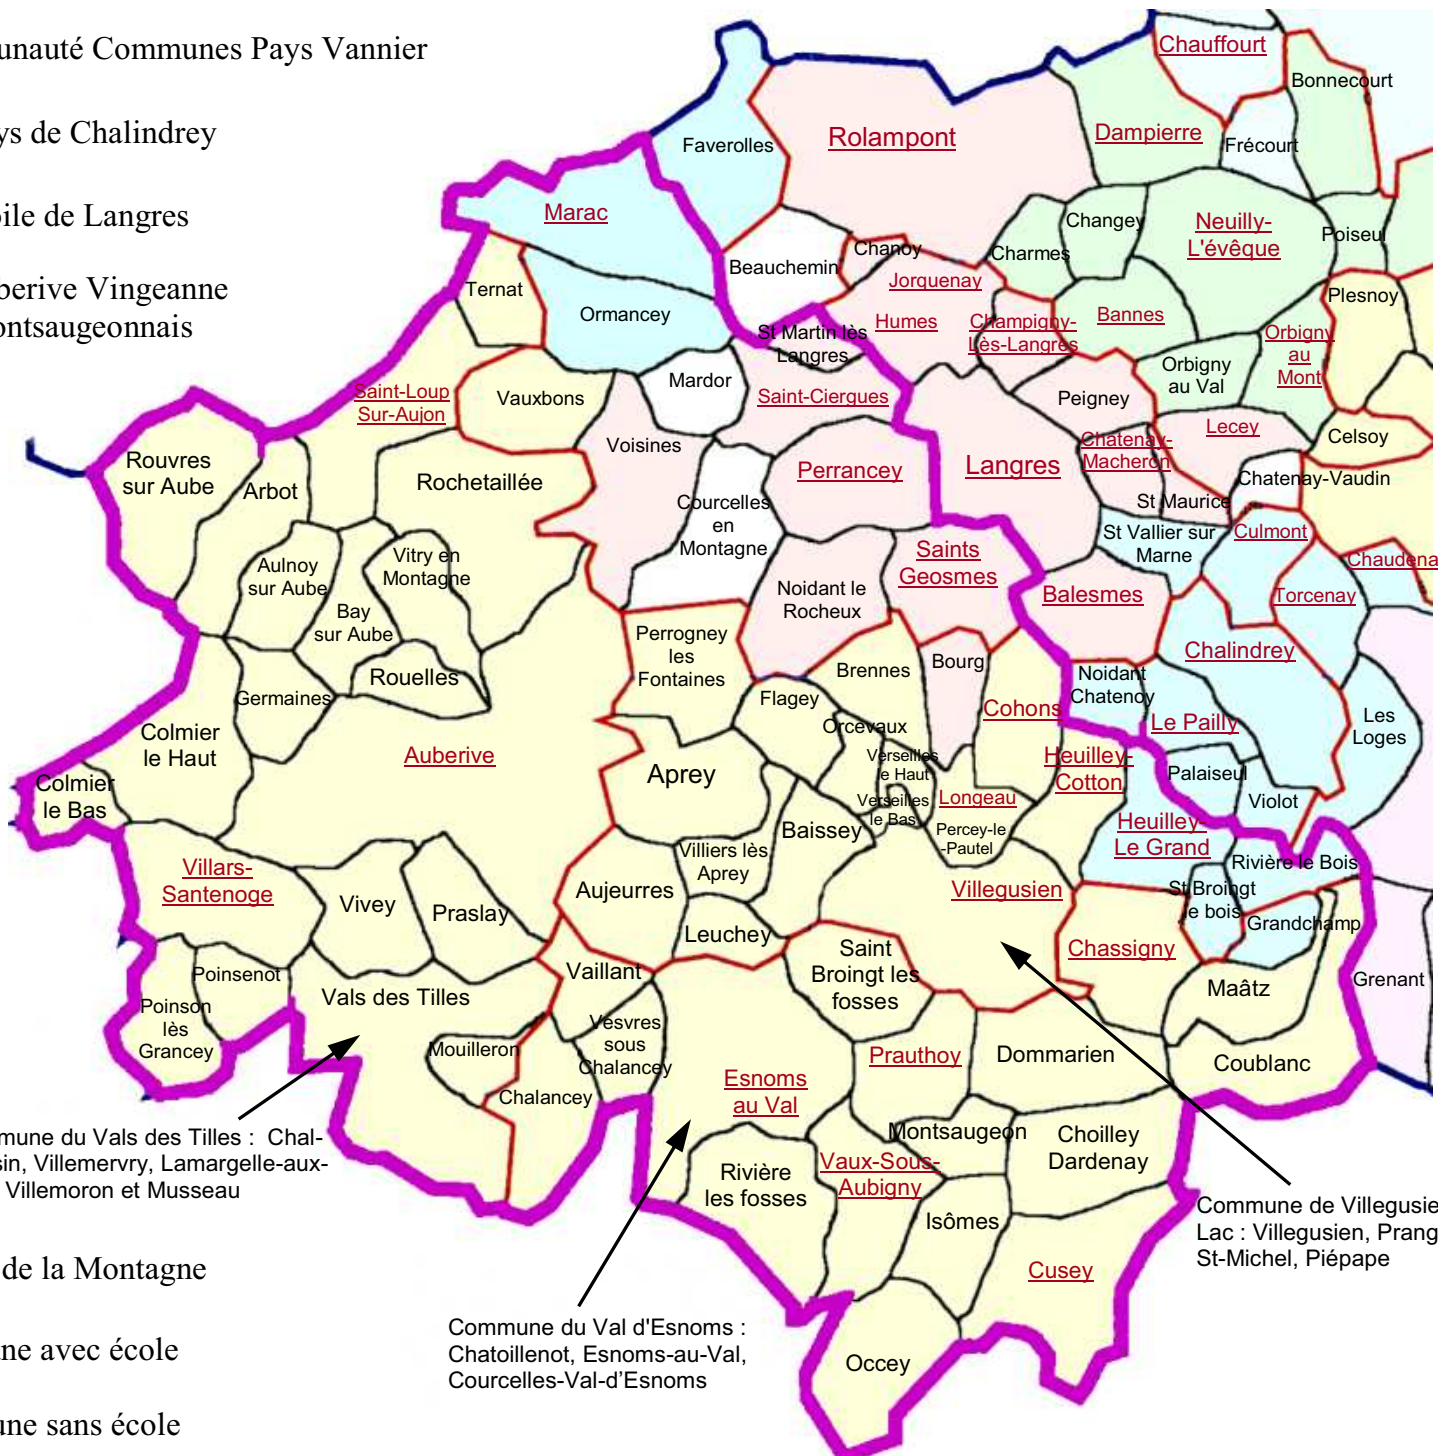 unauté Communes Pays Vannier
ys de Chalindrey
oile de Langres
berive Vingeanne
ontsaugeonnais
Chauffourt
Bonnecourt
Rolampont
Dampierre
Faverolles
Frécourt
Marac
Changey
Neuilly-
L'évêque
Poiseul
Charmes
Chanoy
Beauchemin
Jorquenay
Ternat
Plesnoy
Ormancey
Humes
Champigny-
Lès-Langres
Bannes
St Martin lès
Langres
Orbigny
au
Mont
Orbigny
au Val
Mardor
Saint-Loup
Sur-Aujon
Vauxbons
Saint-Ciergues
Peigney
Lecey
Celsoy
Voisines
Chatenay-
Macheron
Rouvres
sur Aube
Arbot
Rochetaillée
Perrancey
Langres
Chatenay-Vaudin
Courcelles
en
Montagne
St Maurice
St Vallier sur
Marne
Culmont
Aulnoy
sur Aube
Vitry en
Montagne
Saints
Geosmes
Chaudena
Noidant le
Rocheux
Balesmes
Torcenay
Bay
sur Aube
Perrogney
les
Fontaines
Brennes
Bourg
Chalindrey
Rouelles
Noidant
Chatenoy
Germaines
Flagey
Cohons
Le Pailly
Les
Loges
Colmier
le Haut
Orcevaux
Auberive
Verseilles
le Haut
Heuilley-
Cotton
Aprey
Palaiseul
Colmier
le Bas
Verseilles
le Bas
Longeau
Violot
Baissey
Percey-le
-Pautel
Heuilley-
Le Grand
Villiers lès
Aprey
Rivière le Bois
Villars-
Santenoge
Aujeurres
Villegusien
St Broingt
le bois
Vivey
Praslay
Grandchamp
Leuchey
Saint
Broingt les
fosses
Chassigny
Poinsenot
Vaillant
Grenant
Maâtz
Vals des Tilles
Poinson
lès
Grancey
Vesvres
sous
Chalancey
Mouilleron
Prauthoy
Dommarien
Coublanc
Esnoms
au Val
Chalancey
Montsaugeon
Choilley
Dardenay
mmune du Vals des Tilles :  Chal-
sin, Villemervry, Lamargelle-aux-
, Villemoron et Musseau
Rivière
les fosses
Vaux-Sous-
Aubigny
Isômes
Commune de Villegusie
Lac : Villegusien, Prang
St-Michel, Piépape
de la Montagne
Cusey
Commune du Val d'Esnoms :
Chatoillenot, Esnoms-au-Val,
Courcelles-Val-d’Esnoms
ne avec école
Occey
une sans école